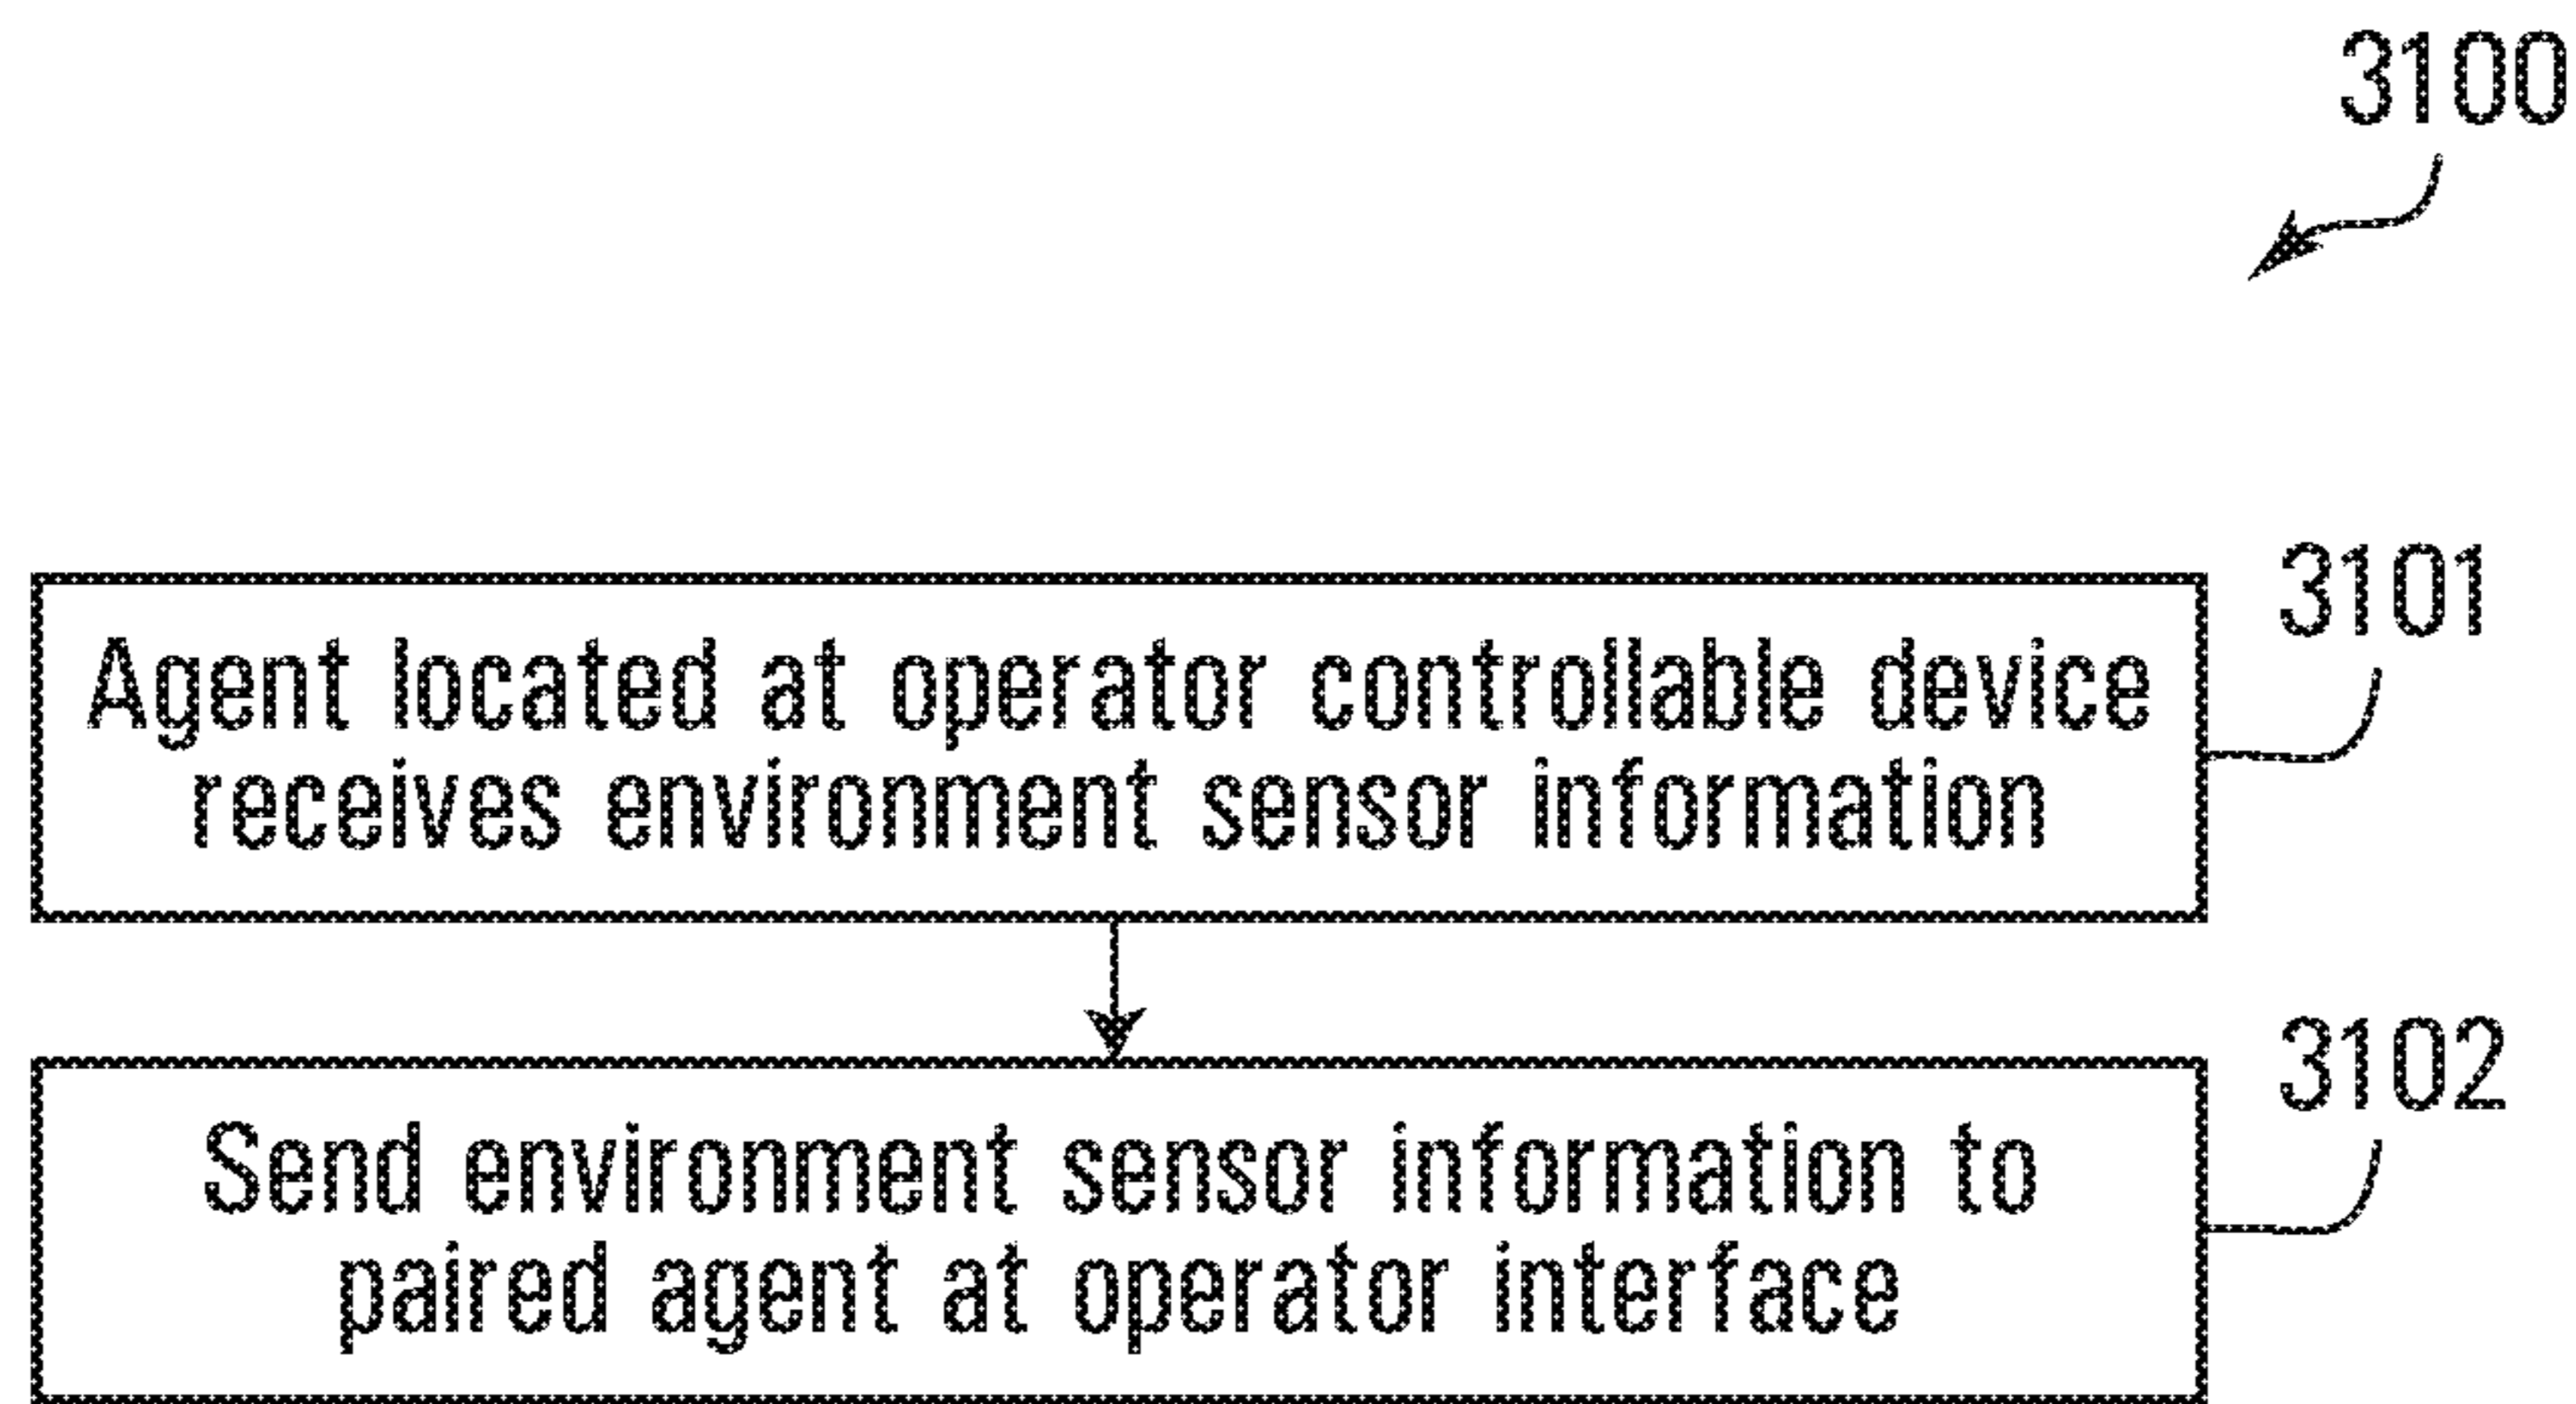 3100
3101
Agent located at operator controllable device
receives environment sensor information
3102
Send environment sensor information to
paired agent at operator interface